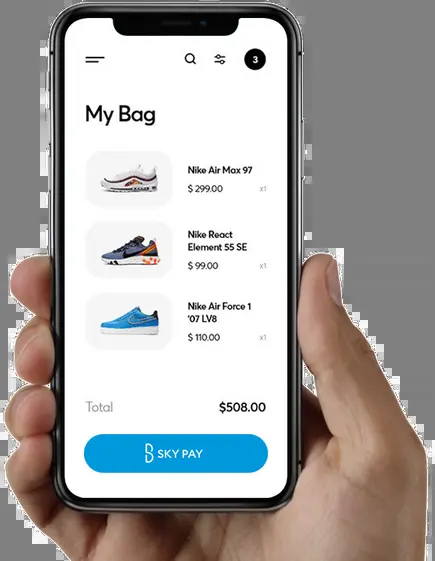 3
My Bag
Nike Air Max 97
$ 299.00 x1
Nike React
Element 55 SE
$ 99.00 x1
Nike Air Force 1
'07 LV8
$ 110.00 x1
Total $508.00
SKY PAY